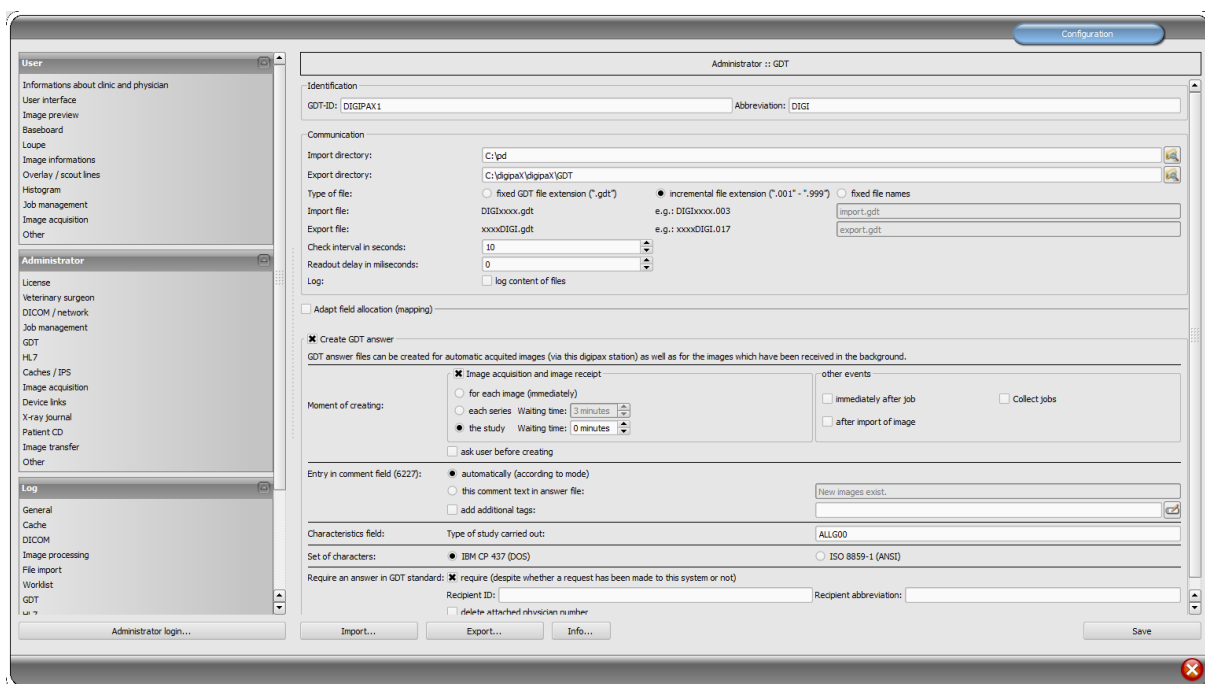 Configuration
User
Informations about clinic and physician
User interface
Image preview
Baseboard
Loupe
Image informations
Overlay / scout lines
Histogram
Job management
Image acquisition
Other
Administrator
License
Veterinary surgeon
DICOM / network
Job management
GDT
HL7
Caches / IPS
Image acquisition
Device links
X-ray journal
Patient CD
Image transfer
Other
Log
General
Cache
DICOM
Image processing
File import
Worklist
GDT
HL7
Administrator login...
Administrator :: GDT
Identification
GDT-ID: DIGIPAX1 Abbreviation: DIGI
Communication
Import directory: C:\pd
Export directory: C:\digipaX\digipaX\GDT
Type of file: fixed GDT file extension (".gdt") incremental file extension (".001" - ".999") fixed file names
Import file: DIGIxxxx.gdt e.g.: DIGIxxxx.003 import.gdt
Export file: xxxxDIGI.gdt e.g.: xxxxDIGI.017 export.gdt
Check interval in seconds: 10
Readout delay in miliseconds: 0
Log: log content of files
Adapt field allocation (mapping)
Create GDT answer
GDT answer files can be created for automatic acquited images (via this digipax station) as well as for the images which have been received in the background.
Moment of creating:
Image acquisition and image receipt
for each image (immediately)
each series Waiting time: 3 minutes
the study Waiting time: 0 minutes
ask user before creating
other events
immediately after job Collect jobs
after import of image
Entry in comment field (6227): automatically (according to mode)
this comment text in answer file: New images exist.
add additional tags:
Characteristics field: Type of study carried out: ALLG00
Set of characters: IBM CP 437 (DOS) ISO 8859-1 (ANSI)
Require an answer in GDT standard: require (despite whether a request has been made to this system or not)
Recipient ID: Recipient abbreviation:
delete attached physician number
Import... Export... Info... Save